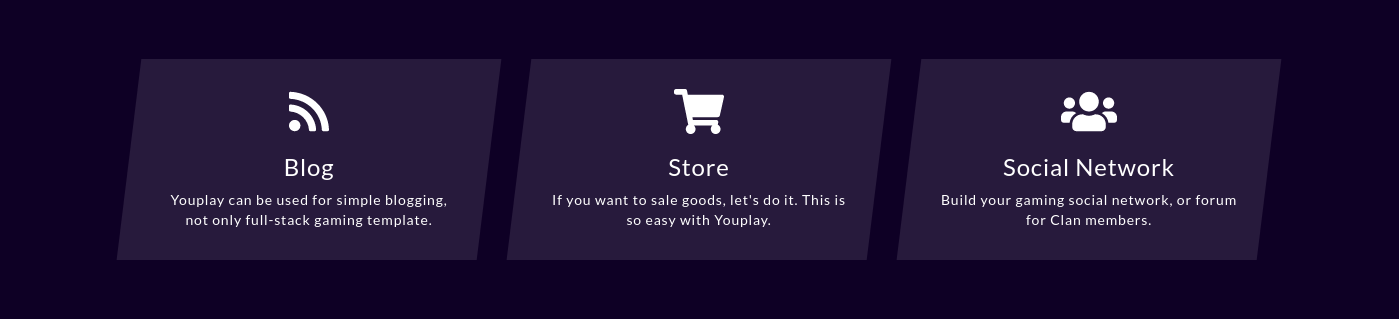 Blog
Youplay can be used for simple blogging,
not only full-stack gaming template.
Store
If you want to sale goods, let's do it. This is
so easy with Youplay.
Social Network
Build your gaming social network, or forum
for Clan members.